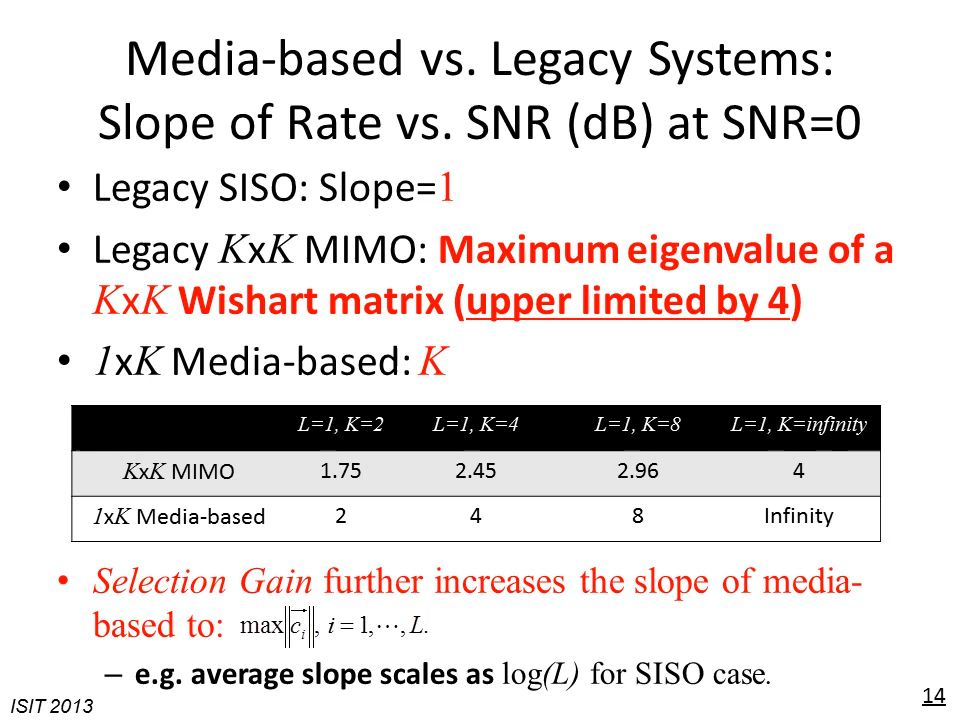 Media-based vs. Legacy Systems:
Slope of Rate vs. SNR (dB) at SNR=0
• Legacy SISO: Slope=1
• Legacy KxK MIMO: Maximum eigenvalue of a
KxK Wishart matrix (upper limited by 4)
• 1xK Media-based: K
L=1, K=2 L=1, K=4 L=1, K=8 L=1, K=infinity
KxK MIMO 1.75 2.45 2.96 4
1xK Media-based 2 4 8 Infinity
• Selection Gain further increases the slope of media-
based to: max‖c⃗ᵢ‖, i = 1,⋯, L.
– e.g. average slope scales as log(L) for SISO case.
ISIT 2013
14